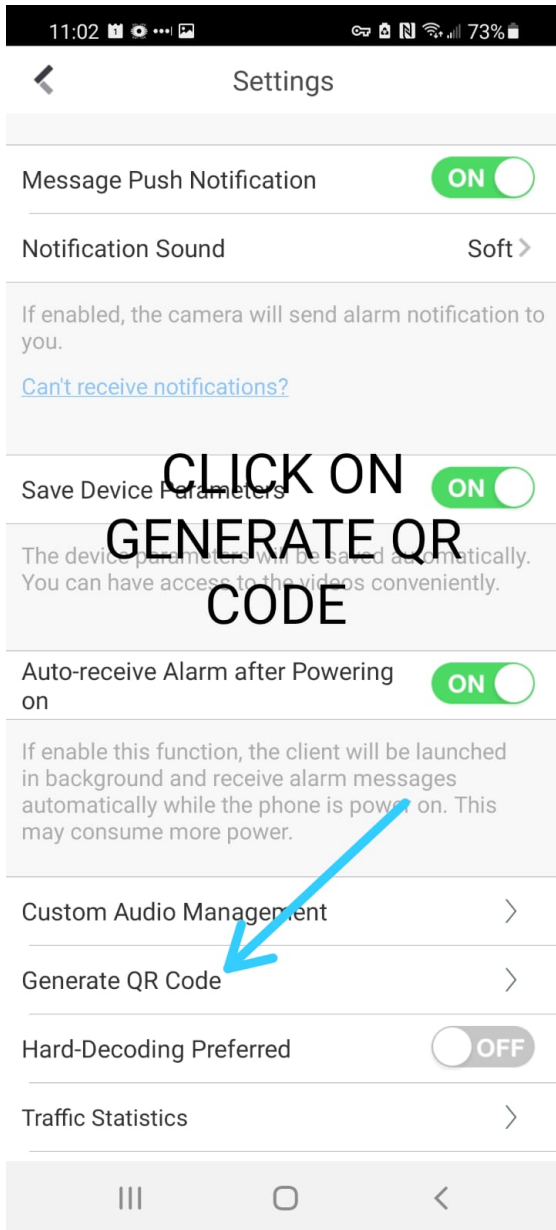 11:02
73%
Settings
Message Push Notification
ON
Notification Sound
Soft
If enabled, the camera will send alarm notification to
you.
Can't receive notifications?
Save Device Parameters
ON
CLICK ON
GENERATE QR
CODE
The device parameters will be saved automatically.
You can have access to the videos conveniently.
Auto-receive Alarm after Powering
on
ON
If enable this function, the client will be launched
in background and receive alarm messages
automatically while the phone is power on. This
may consume more power.
Custom Audio Management
Generate QR Code
Hard-Decoding Preferred
OFF
Traffic Statistics